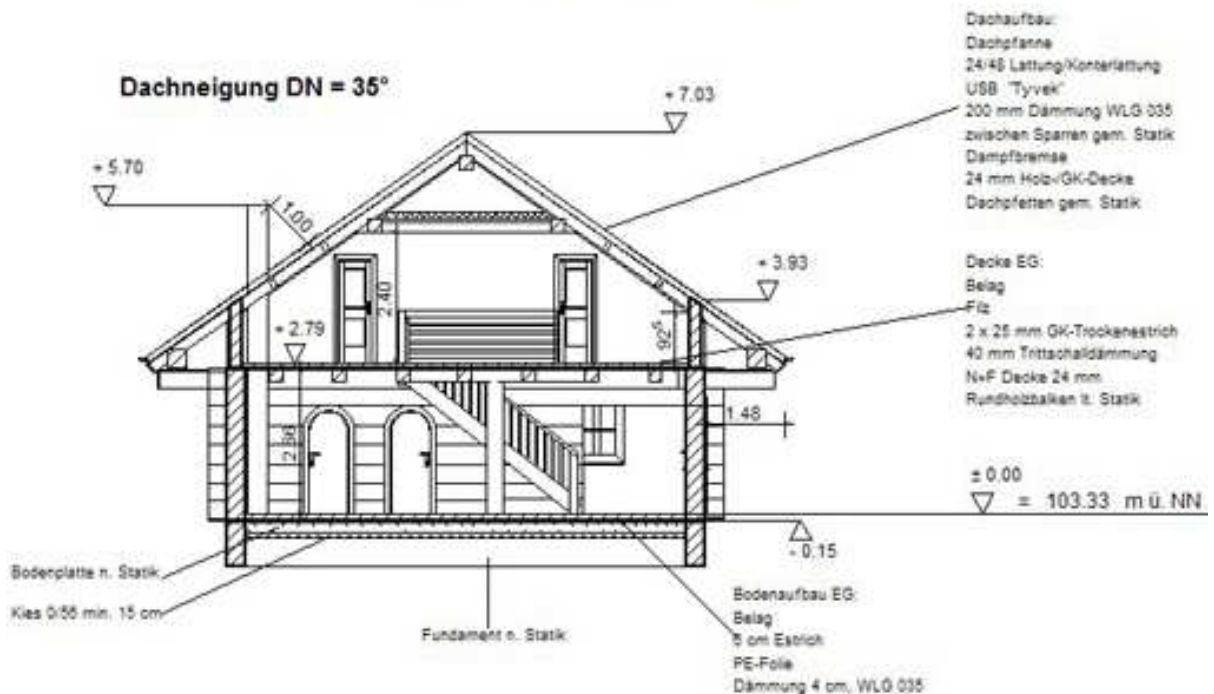 Dachneigung DN = 35°
+ 7.03
+ 5.70
1.00
Dachaufbau:
Dachpfanne
24/48 Lattung/Konterlattung
USB "Tyvek"
200 mm Dämmung WLG 035
zwischen Sparren gem. Statik
Dampfbremse
24 mm Holz-/GK-Decke
Dachpfetten gem. Statik
+ 3.93
2.40
+ 2.79
92⁵
Decke EG:
Belag
Filz
2 x 25 mm GK-Trockenestrich
40 mm Trittschalldämmung
N+F Decke 24 mm
Rundholzbalken lt. Statik
1.48
2.66
± 0.00
= 103.33 m ü. NN
- 0.15
Bodenplatte n. Statik
Kies 0/56 min. 15 cm
Fundament n. Statik
Bodenaufbau EG:
Belag
5 cm Estrich
PE-Folie
Dämmung 4 cm, WLG 035